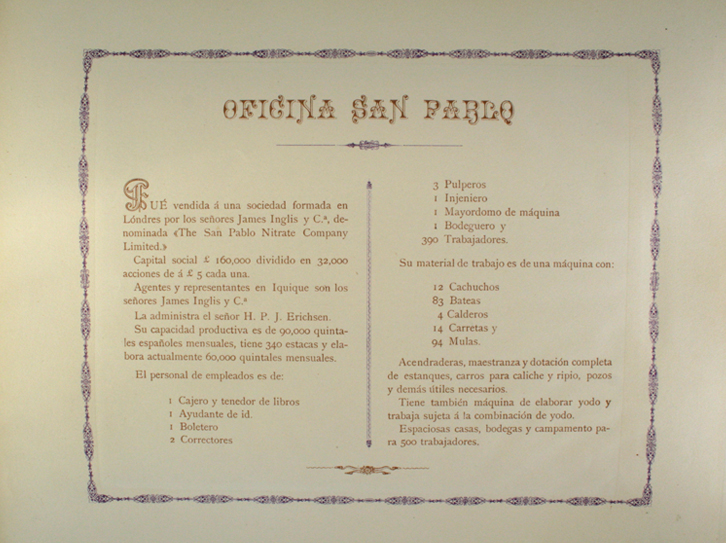 OFICINA SAN PABLO
FUÉ vendida á una sociedad formada en
Lóndres por los señores James Inglis y C.ª, de-
nominada «The San Pablo Nitrate Company
Limited.»
Capital social £ 160,000 dividido en 32,000
acciones de á £ 5 cada una.
Agentes y representantes en Iquique son los
señores James Inglis y C.ª
La administra el señor H. P. J. Erichsen.
Su capacidad productiva es de 90,000 quinta-
les españoles mensuales, tiene 340 estacas y ela-
bora actualmente 60,000 quintales mensuales.
El personal de empleados es de:
1 Cajero y tenedor de libros
1 Ayudante de id.
1 Boletero
2 Correctores
3 Pulperos
1 Injeniero
1 Mayordomo de máquina
1 Bodeguero y
390 Trabajadores.
Su material de trabajo es de una máquina con:
12 Cachuchos
83 Bateas
4 Calderos
14 Carretas y
94 Mulas.
Acendraderas, maestranza y dotación completa
de estanques, carros para caliche y ripio, pozos
y demás útiles necesarios.
Tiene también máquina de elaborar yodo y
trabaja sujeta á la combinación de yodo.
Espaciosas casas, bodegas y campamento pa-
ra 500 trabajadores.